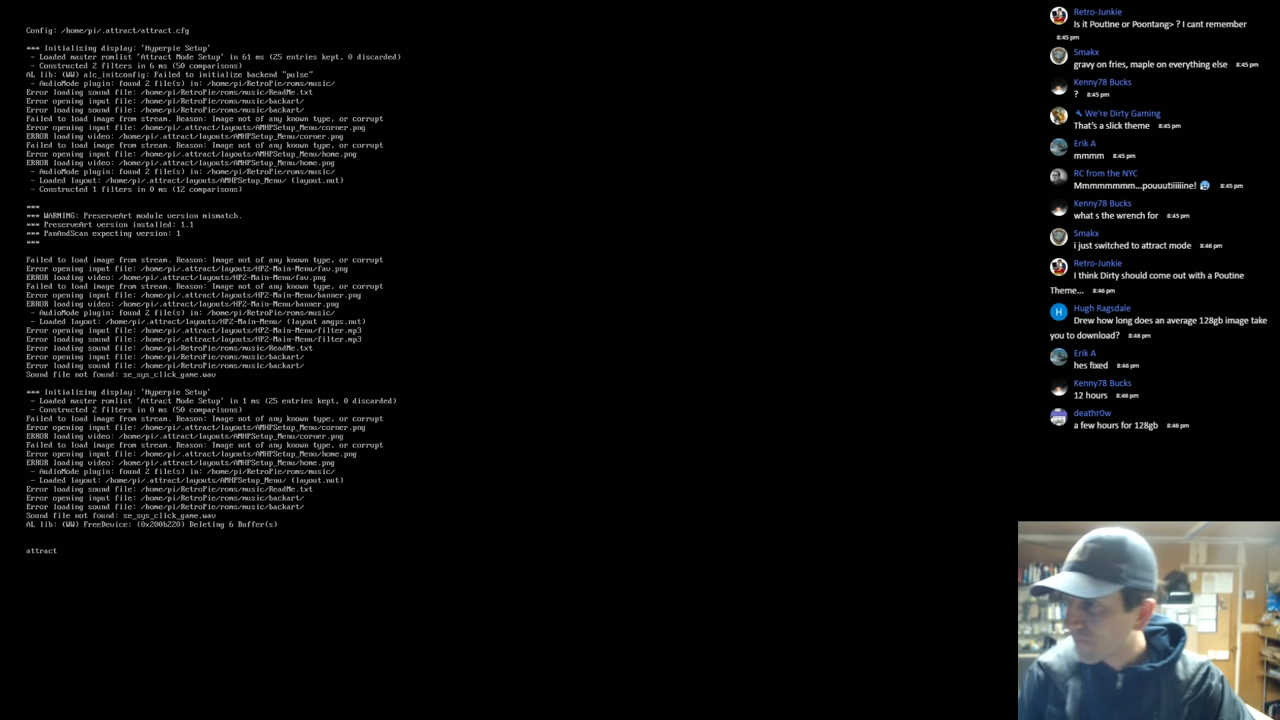 Config: /home/pi/.attract/attract.cfg
*** Initializing display: 'Hyperpie Setup'
- Loaded master romlist 'Attract Mode Setup' in 61 ms (25 entries kept, 0 discarded)
- Constructed 2 filters in 6 ms (50 comparisons)
AL lib: (WW) alc_initconfig: Failed to initialize backend "pulse"
- AudioMode plugin: found 2 file(s) in: /home/pi/RetroPie/roms/music/
Error loading sound file: /home/pi/RetroPie/roms/music/ReadMe.txt
Error opening input file: /home/pi/RetroPie/roms/music/backart/
Error loading sound file: /home/pi/RetroPie/roms/music/backart/
Failed to load image from stream. Reason: Image not of any known type, or corrupt
Error opening input file: /home/pi/.attract/layouts/AMHPSetup_Menu/corner.png
ERROR loading video: /home/pi/.attract/layouts/AMHPSetup_Menu/corner.png
Failed to load image from stream. Reason: Image not of any known type, or corrupt
Error opening input file: /home/pi/.attract/layouts/AMHPSetup_Menu/home.png
ERROR loading video: /home/pi/.attract/layouts/AMHPSetup_Menu/home.png
- AudioMode plugin: found 2 file(s) in: /home/pi/RetroPie/roms/music/
- Loaded layout: /home/pi/.attract/layouts/AMHPSetup_Menu/ (layout.nut)
- Constructed 1 filters in 0 ms (12 comparisons)
***
*** WARNING: PreserveArt module version mismatch.
*** PreserveArt version installed: 1.1
*** PanAndScan expecting version: 1
***
Failed to load image from stream. Reason: Image not of any known type, or corrupt
Error opening input file: /home/pi/.attract/layouts/HP2-Main-Menu/fav.png
ERROR loading video: /home/pi/.attract/layouts/HP2-Main-Menu/fav.png
Failed to load image from stream. Reason: Image not of any known type, or corrupt
Error opening input file: /home/pi/.attract/layouts/HP2-Main-Menu/banner.png
ERROR loading video: /home/pi/.attract/layouts/HP2-Main-Menu/banner.png
- AudioMode plugin: found 2 file(s) in: /home/pi/RetroPie/roms/music/
- Loaded layout: /home/pi/.attract/layouts/HP2-Main-Menu/ (layout amgps.nut)
Error opening input file: /home/pi/.attract/layouts/HP2-Main-Menu/filter.mp3
Error loading sound file: /home/pi/.attract/layouts/HP2-Main-Menu/filter.mp3
Error loading sound file: /home/pi/RetroPie/roms/music/ReadMe.txt
Error opening input file: /home/pi/RetroPie/roms/music/backart/
Error loading sound file: /home/pi/RetroPie/roms/music/backart/
Sound file not found: se_sys_click_game.wav
*** Initializing display: 'Hyperpie Setup'
- Loaded master romlist 'Attract Mode Setup' in 1 ms (25 entries kept, 0 discarded)
- Constructed 2 filters in 0 ms (50 comparisons)
Failed to load image from stream. Reason: Image not of any known type, or corrupt
Error opening input file: /home/pi/.attract/layouts/AMHPSetup_Menu/corner.png
ERROR loading video: /home/pi/.attract/layouts/AMHPSetup_Menu/corner.png
Failed to load image from stream. Reason: Image not of any known type, or corrupt
Error opening input file: /home/pi/.attract/layouts/AMHPSetup_Menu/home.png
ERROR loading video: /home/pi/.attract/layouts/AMHPSetup_Menu/home.png
- AudioMode plugin: found 2 file(s) in: /home/pi/RetroPie/roms/music/
- Loaded layout: /home/pi/.attract/layouts/AMHPSetup_Menu/ (layout.nut)
Error loading sound file: /home/pi/RetroPie/roms/music/ReadMe.txt
Error opening input file: /home/pi/RetroPie/roms/music/backart/
Error loading sound file: /home/pi/RetroPie/roms/music/backart/
Sound file not found: se_sys_click_game.wav
AL lib: (WW) FreeDevice: (0x200b220) Deleting 6 Buffer(s)
attract
Retro-Junkie
Is it Poutine or Poontang> ? I cant remember
8:45 pm
Smakx
gravy on fries, maple on everything else 8:45 pm
Kenny78 Bucks
? 8:45 pm
We're Dirty Gaming
That's a slick theme 8:45 pm
Erik A
mmmm 8:45 pm
RC from the NYC
Mmmmmmmm...pouuutiiiiine! 8:45 pm
Kenny78 Bucks
what s the wrench for 8:45 pm
Smakx
i just switched to attract mode 8:46 pm
Retro-Junkie
I think Dirty should come out with a Poutine
Theme... 8:46 pm
H Hugh Ragsdale
Drew how long does an average 128gb image take
you to download? 8:46 pm
Erik A
hes fixed 8:46 pm
Kenny78 Bucks
12 hours 8:46 pm
deathr0w
a few hours for 128gb 8:46 pm